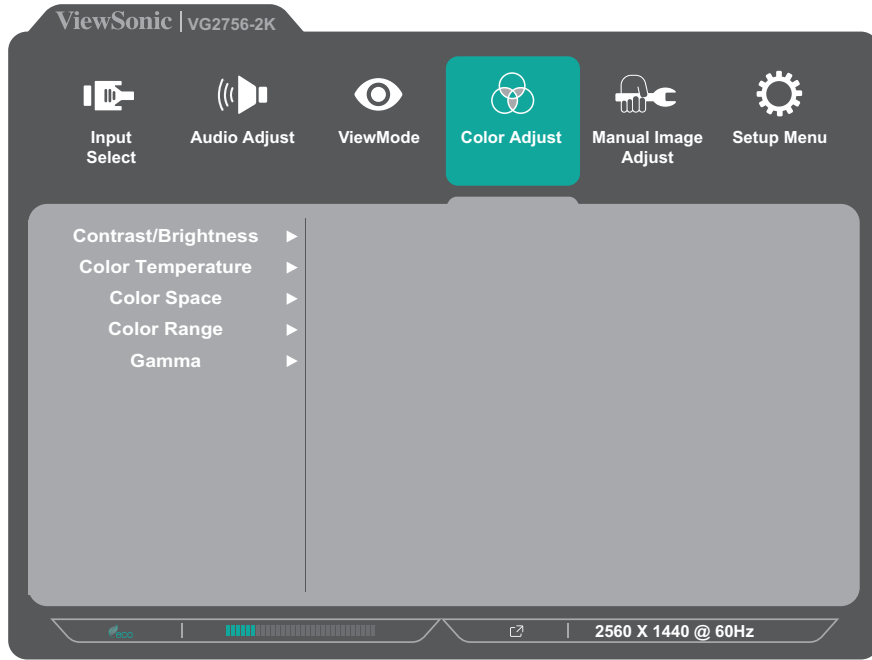 ViewSonic | VG2756-2K
Input Select
Audio Adjust
ViewMode
Color Adjust
Manual Image Adjust
Setup Menu
Contrast/Brightness
Color Temperature
Color Space
Color Range
Gamma
eco
2560 X 1440 @ 60Hz